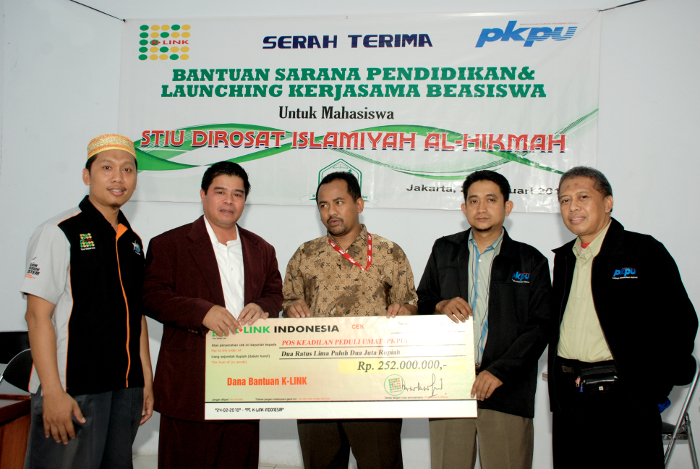 K-LINK
SERAH TERIMA
pkpu
BANTUAN SARANA PENDIDIKAN &
LAUNCHING KERJASAMA BEASISWA
Untuk Mahasiswa
STIU DIROSAT ISLAMIYAH AL-HIKMAH
Jakarta,
pkpu
pkpu
K-LINK INDONESIA
POS KEADILAN PEDULI UMAT
Dua Ratus Lima Puluh Dua Juta Rupiah
Rp. 252.000.000,-
Dana Bantuan K-LINK